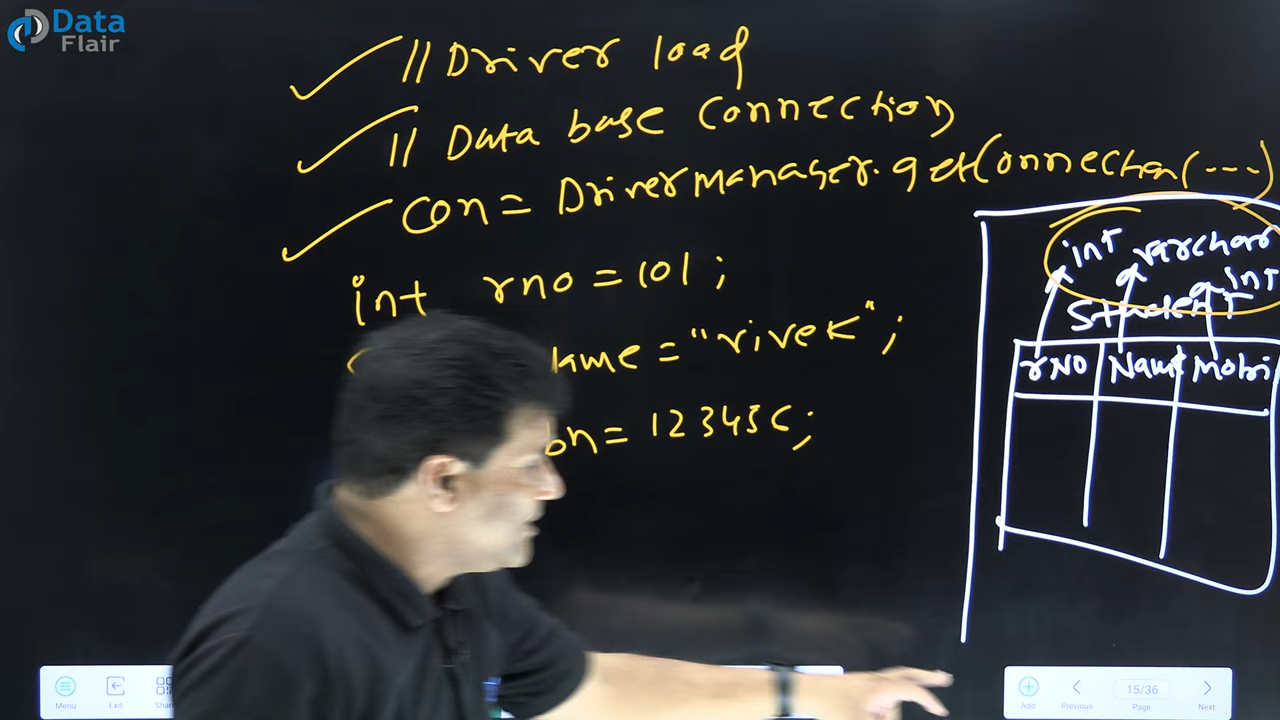 Data
Flair
// Driver load
// Data base connection
con = DriverManager.getConnection(----)
int rno = 101 ;
ame = "vivek" ;
on = 123456 ;
int varchar int
Student
rNO Name Mobi
Menu Exit Shar
Add Previous 15/36 Page Next